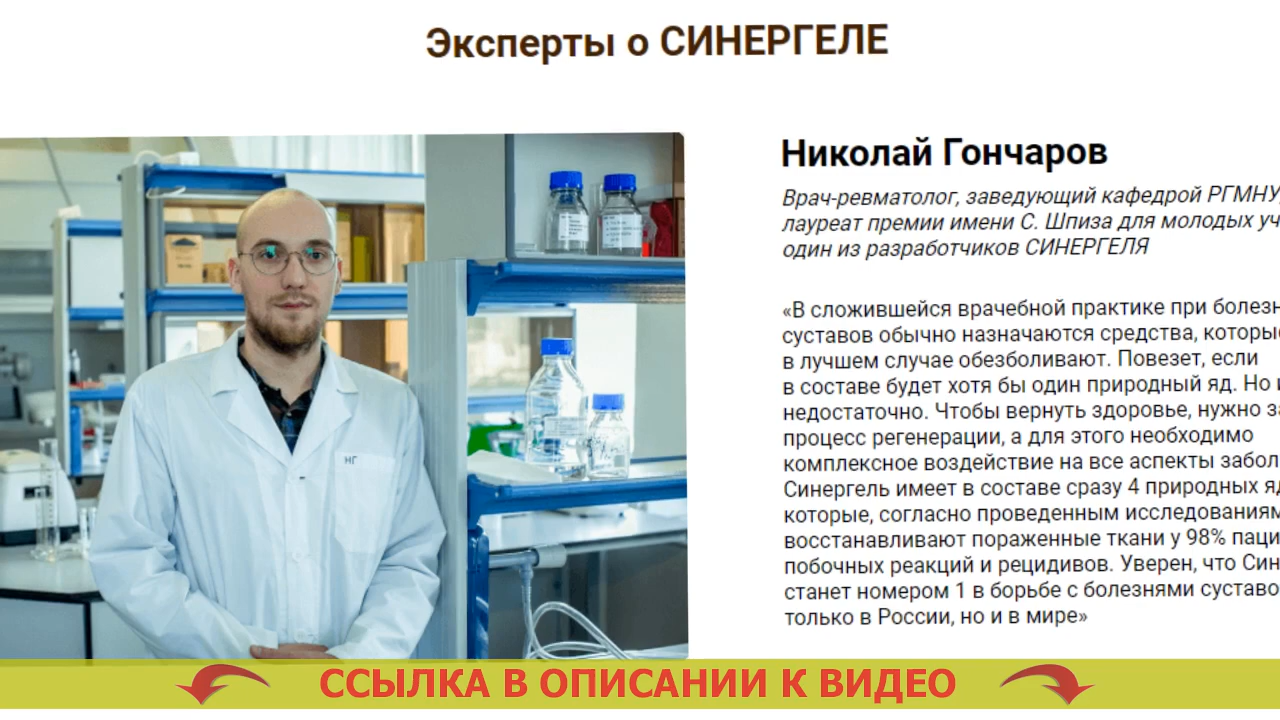 Эксперты о СИНЕРГЕЛЕ
Николай Гончаров
Врач-ревматолог, заведующий кафедрой РГМНУ,
лауреат премии имени С. Шпиза для молодых
один из разработчиков СИНЕРГЕЛЯ
«В сложившейся врачебной практике при
суставов обычно назначаются средства,
в лучшем случае обезболивают. Повезет, если
в составе будет хотя бы один природный яд. Но
недостаточно. Чтобы вернуть здоровье, нужно
процесс регенерации, а для этого необходимо
комплексное воздействие на все аспекты
Синергель имеет в составе сразу 4 природных
которые, согласно проведенным
восстанавливают пораженные ткани у 98%
побочных реакций и рецидивов. Уверен, что
станет номером 1 в борьбе с болезнями
только в России, но и в мире»
НГ
ССЫЛКА В ОПИСАНИИ К ВИДЕО